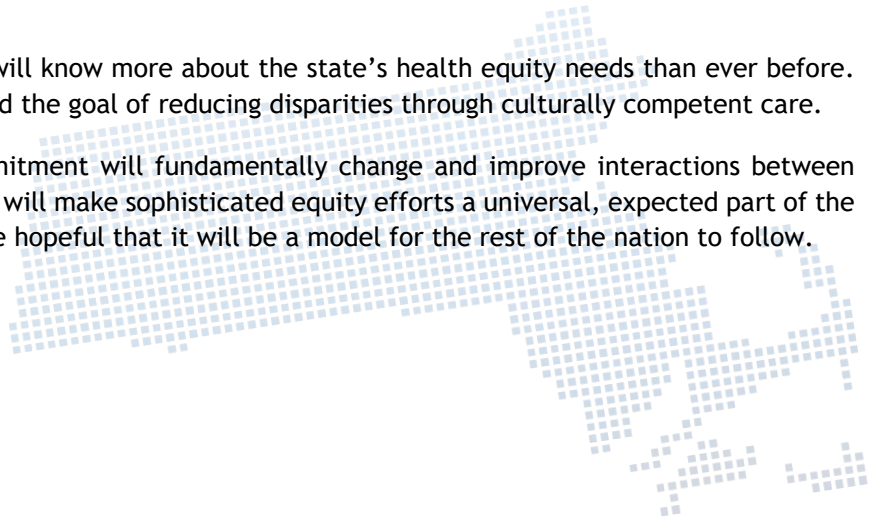 will know more about the state’s health equity needs than ever before.
d the goal of reducing disparities through culturally competent care.
mitment will fundamentally change and improve interactions between
will make sophisticated equity efforts a universal, expected part of the
e hopeful that it will be a model for the rest of the nation to follow.